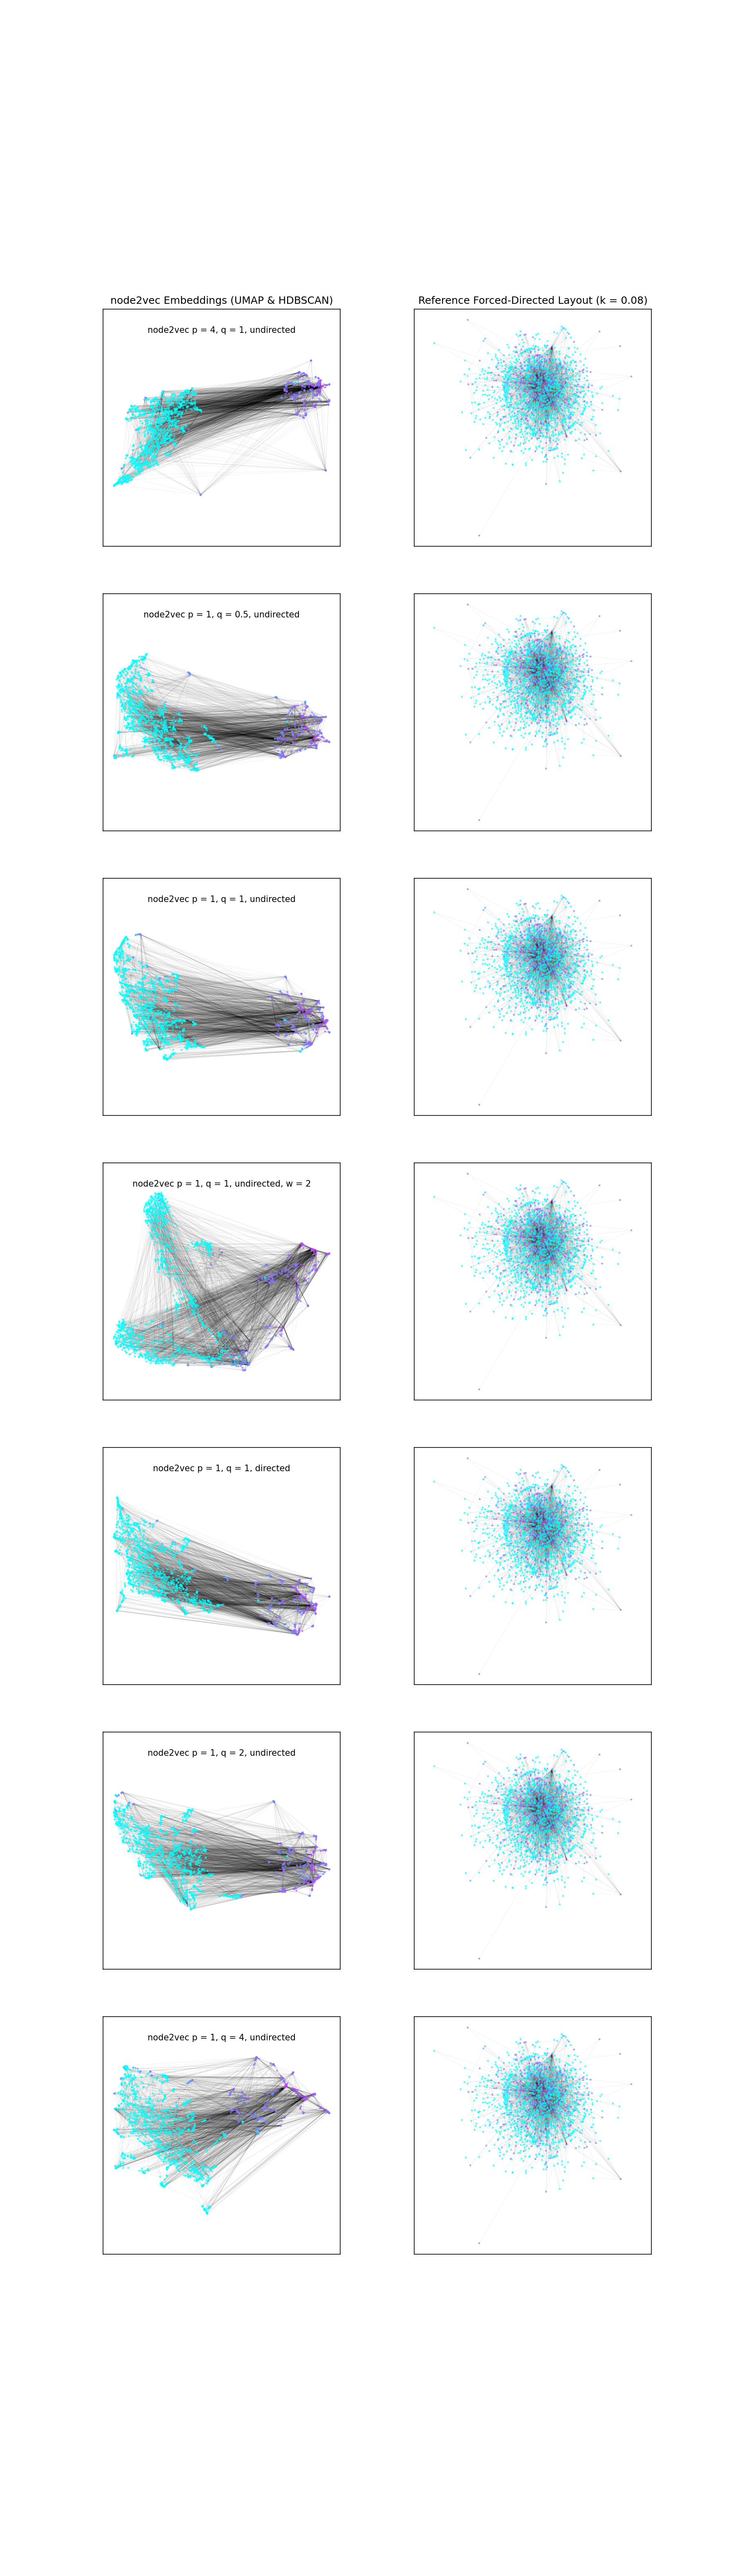 node2vec Embeddings (UMAP & HDBSCAN)
Reference Forced-Directed Layout (k = 0.08)
node2vec p = 4, q = 1, undirected
node2vec p = 1, q = 0.5, undirected
node2vec p = 1, q = 1, undirected
node2vec p = 1, q = 1, undirected, w = 2
node2vec p = 1, q = 1, directed
node2vec p = 1, q = 2, undirected
node2vec p = 1, q = 4, undirected